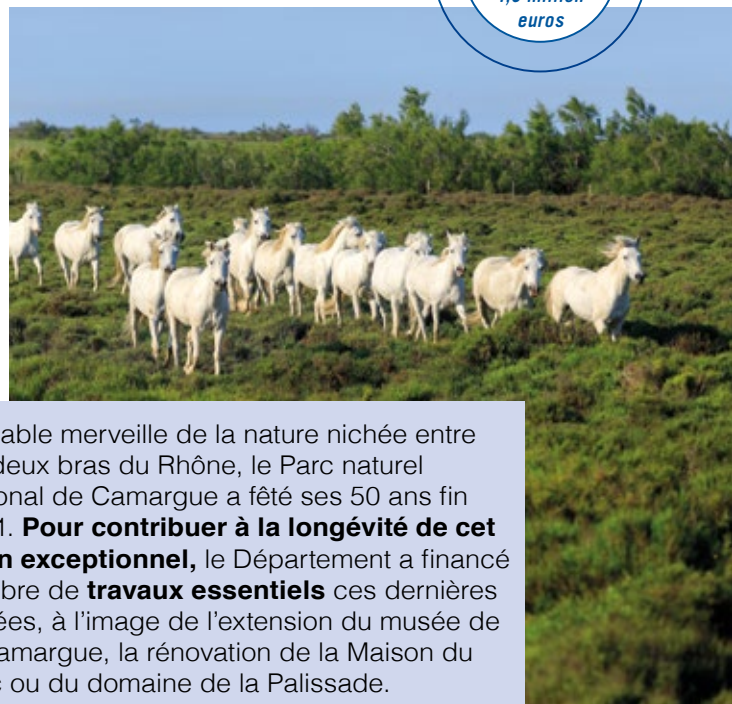 euros
able merveille de la nature nichée entre
deux bras du Rhône, le Parc naturel
onal de Camargue a fêté ses 50 ans fin
1. Pour contribuer à la longévité de cet
n exceptionnel, le Département a financé
bre de travaux essentiels ces dernières
ées, à l’image de l’extension du musée de
amargue, la rénovation de la Maison du
ou du domaine de la Palissade.